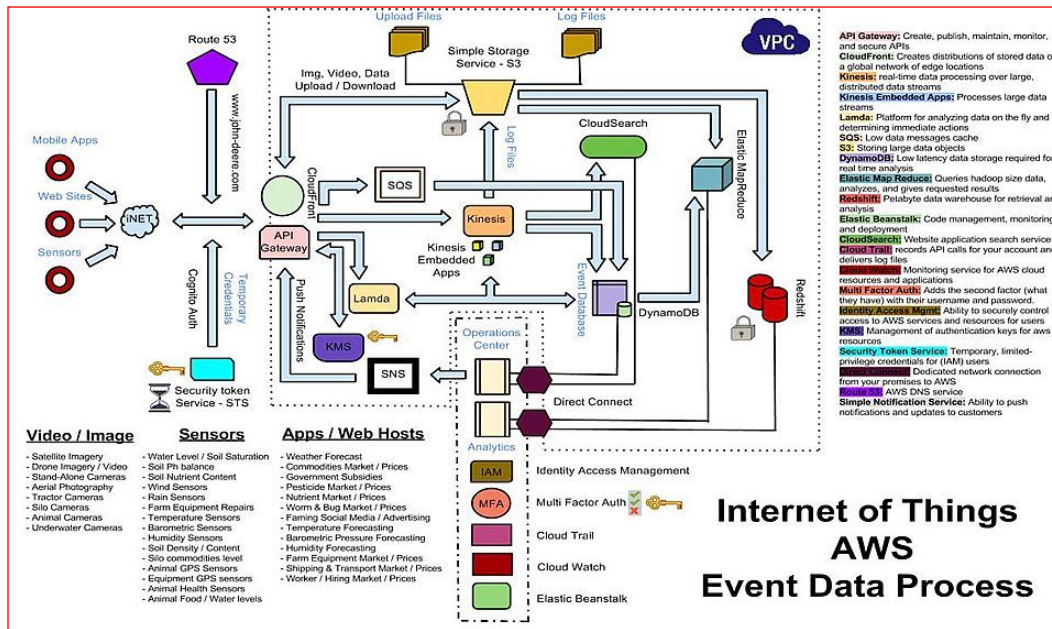 Upload Files
Log Files
Route 53
Simple Storage
Service - S3
VPC
Img, Video, Data
Upload / Download
www.john-deere.com
Mobile Apps
Web Sites
Sensors
iNET
CloudFront
API
Gateway
SQS
Log Files
Kinesis
Kinesis
Embedded
Apps
CloudSearch
Elastic MapReduce
Lamda
KMS
Event Database
DynamoDB
Redshift
Cognito Auth
Temporary
Credentials
Push Notifications
SNS
Security token
Service - STS
Operations
Center
Direct Connect
Analytics
IAM
Identity Access Management
MFA
Multi Factor Auth
Cloud Trail
Cloud Watch
Elastic Beanstalk
API Gateway: Create, publish, maintain, monitor,
and secure APIs
CloudFront: Creates distributions of stored data o
a global network of edge locations
Kinesis: real-time data processing over large,
distributed data streams
Kinesis Embedded Apps: Processes large data
streams
Lamda: Platform for analyzing data on the fly and
determining immediate actions
SQS: Low data messages cache
S3: Storing large data objects
DynamoDB: Low latency data storage required for
real time analysis
Elastic Map Reduce: Queries hadoop size data,
analyzes, and gives requested results
Redshift: Petabyte data warehouse for retrieval an
analysis
Elastic Beanstalk: Code management, monitoring
and deployment
CloudSearch: Website application search service
Cloud Trail: records API calls for your account and
delivers log files
Cloud Watch: Monitoring service for AWS cloud
resources and applications
Multi Factor Auth: Adds the second factor (what
they have) with their username and password.
Identity Access Mgmt: Ability to securely control
access to AWS services and resources for users
KMS: Management of authentication keys for aws
resources
Security Token Service: Temporary, limited-
privilege credentials for (IAM) users
Direct Connect: Dedicated network connection
from your premises to AWS
Route 53: AWS DNS service
Simple Notification Service: Ability to push
notifications and updates to customers
Video / Image
- Satellite Imagery
- Drone Imagery / Video
- Stand-Alone Cameras
- Aerial Photography
- Tractor Cameras
- Silo Cameras
- Animal Cameras
- Underwater Cameras
Sensors
- Water Level / Soil Saturation
- Soil Ph balance
- Soil Nutrient Content
- Wind Sensors
- Rain Sensors
- Farm Equipment Repairs
- Temperature Sensors
- Barometric Sensors
- Humidity Sensors
- Soil Density / Content
- Silo commodities level
- Animal GPS Sensors
- Equipment GPS sensors
- Animal Health Sensors
- Animal Food / Water levels
Apps / Web Hosts
- Weather Forecast
- Commodities Market / Prices
- Government Subsidies
- Pesticide Market / Prices
- Nutrient Market / Prices
- Worm & Bug Market / Prices
- Faming Social Media / Advertising
- Temperature Forecasting
- Barometric Pressure Forecasting
- Humidity Forecasting
- Farm Equipment Market / Prices
- Shipping & Transport Market / Prices
- Worker / Hiring Market / Prices
Internet of Things
AWS
Event Data Process